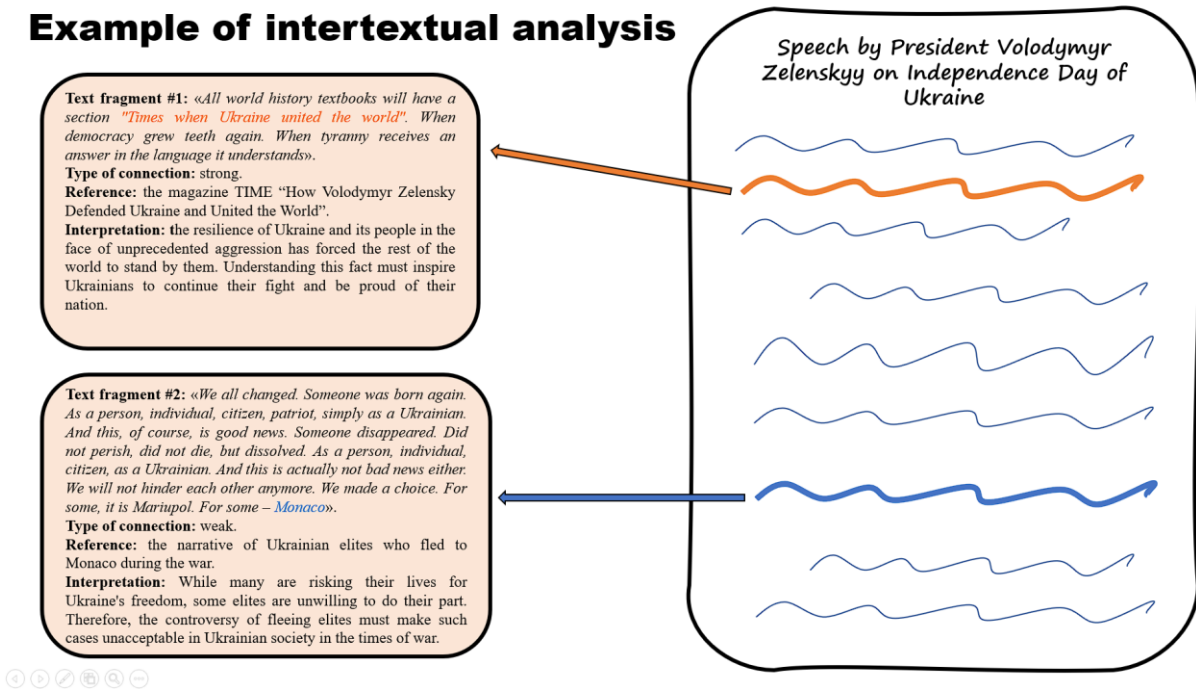 Example of intertextual analysis
Text fragment #1: «All world history textbooks will have a
section "Times when Ukraine united the world". When
democracy grew teeth again. When tyranny receives an
answer in the language it understands».
Type of connection: strong.
Reference: the magazine TIME “How Volodymyr Zelensky
Defended Ukraine and United the World”.
Interpretation: the resilience of Ukraine and its people in the
face of unprecedented aggression has forced the rest of the
world to stand by them. Understanding this fact must inspire
Ukrainians to continue their fight and be proud of their
nation.
Text fragment #2: «We all changed. Someone was born again.
As a person, individual, citizen, patriot, simply as a Ukrainian.
And this, of course, is good news. Someone disappeared. Did
not perish, did not die, but dissolved. As a person, individual,
citizen, as a Ukrainian. And this is actually not bad news either.
We will not hinder each other anymore. We made a choice. For
some, it is Mariupol. For some – Monaco».
Type of connection: weak.
Reference: the narrative of Ukrainian elites who fled to
Monaco during the war.
Interpretation: While many are risking their lives for
Ukraine's freedom, some elites are unwilling to do their part.
Therefore, the controversy of fleeing elites must make such
cases unacceptable in Ukrainian society in the times of war.
Speech by President Volodymyr
Zelenskyy on Independence Day of
Ukraine